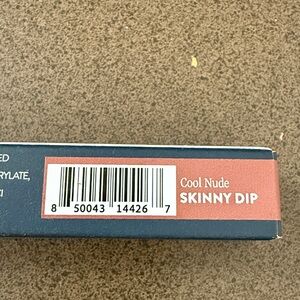 ED
RYLATE,
Cool Nude
SKINNY DIP
8 50043 14426 7